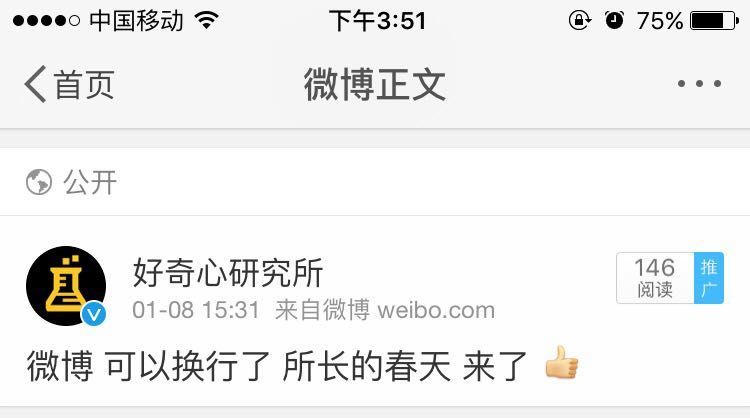 中国移动 下午3:51 75%
首页 微博正文
公开
好奇心研究所
146
阅读
推广
01-08 15:31 来自微博 weibo.com
微博 可以换行了 所长的春天 来了 👍